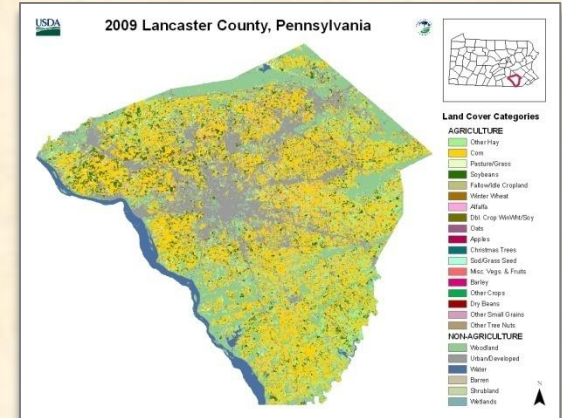 USDA
2009 Lancaster County, Pennsylvania
Land Cover Categories
AGRICULTURE
Other Hay
Corn
Pasture/Grass
Soybeans
Fallow/Idle Cropland
Winter Wheat
Alfalfa
Dbl. Crop WinWht/Soy
Oats
Apples
Christmas Trees
Sod/Grass Seed
Misc. Vegs. & Fruits
Barley
Other Crops
Dry Beans
Other Small Grains
Other Tree Nuts
NON-AGRICULTURE
Woodland
Urban/Developed
Water
Barren
Shrubland
Wetlands
N